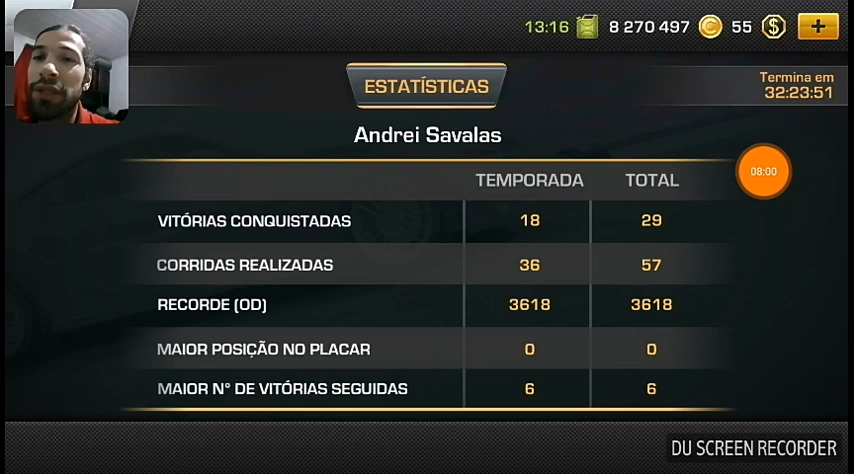 13:16 8 270 497 55 $ +
ESTATÍSTICAS
Termina em
32:23:51
Andrei Savalas
08:00
TEMPORADA TOTAL
VITÓRIAS CONQUISTADAS 18 29
CORRIDAS REALIZADAS 36 57
RECORDE (OD) 3618 3618
MAIOR POSIÇÃO NO PLACAR 0 0
MAIOR Nº DE VITÓRIAS SEGUIDAS 6 6
DU SCREEN RECORDER